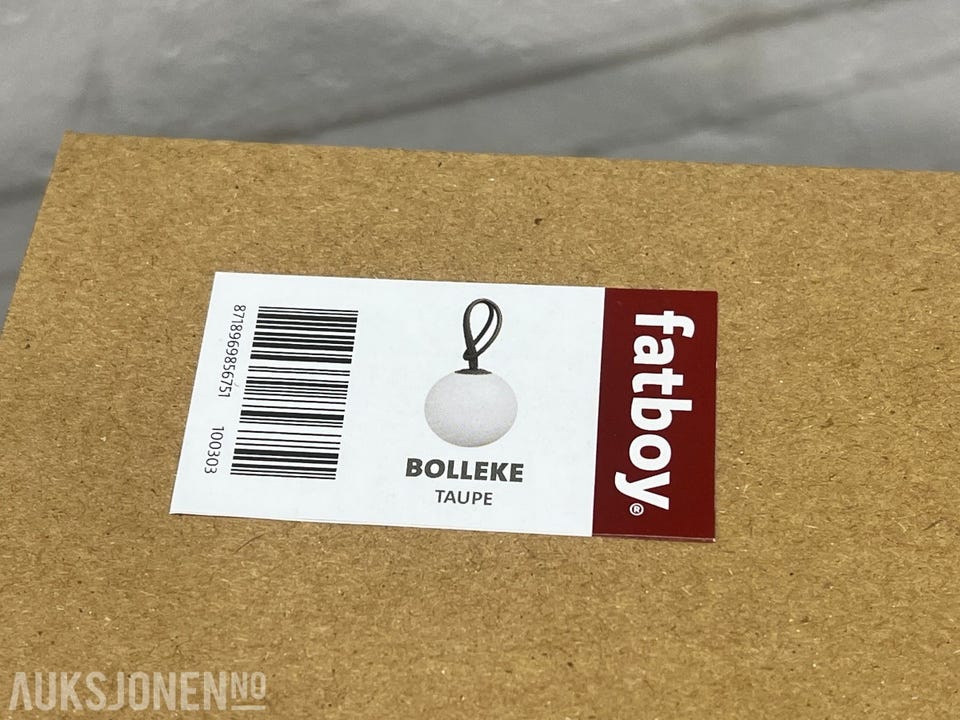 8718969856751 100303
BOLLEKE
TAUPE
fatboy®
AUKSJONEN.NO